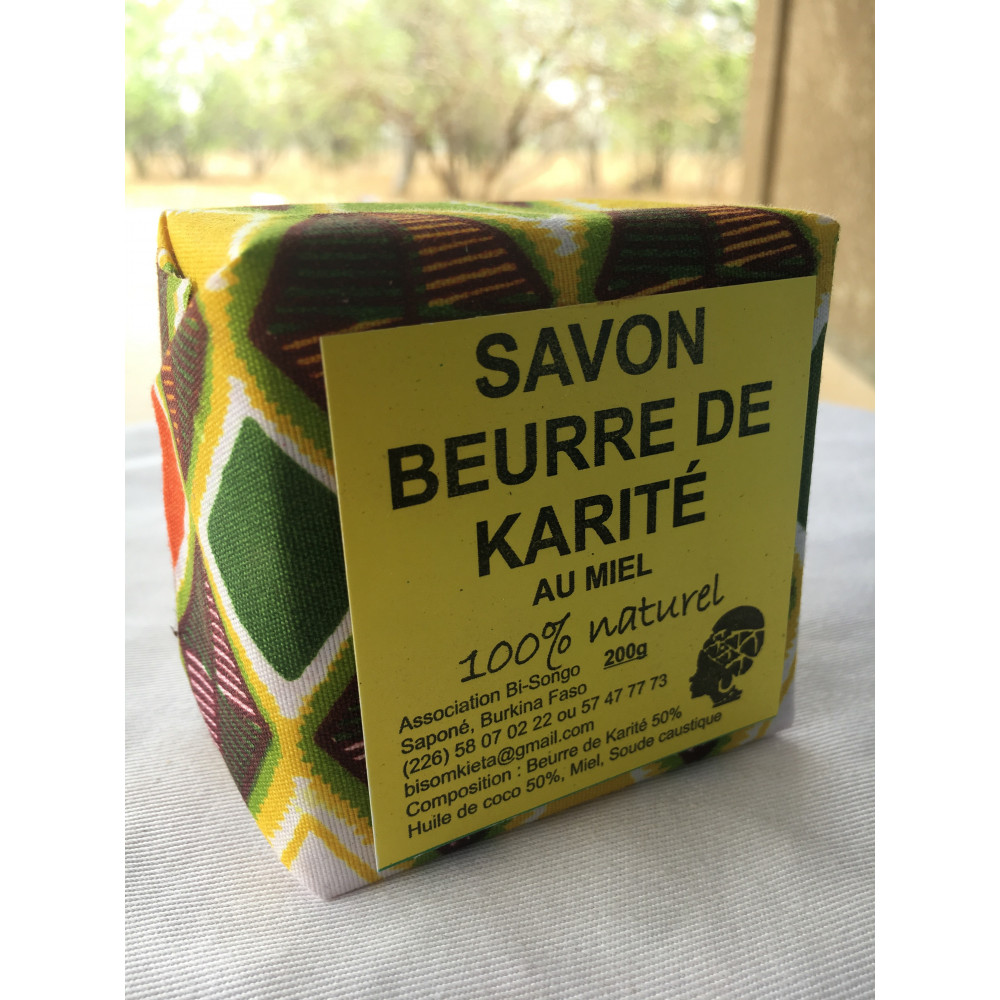 SAVON
BEURRE DE
KARITÉ
AU MIEL
100% naturel
200g
Association Bi-Songo
Saponé, Burkina Faso
(226) 58 07 02 22 ou 57 47 77 73
bisomkieta@gmail.com
Composition : Beurre de Karité 50%
Huile de coco 50%, Miel, Soude caustique